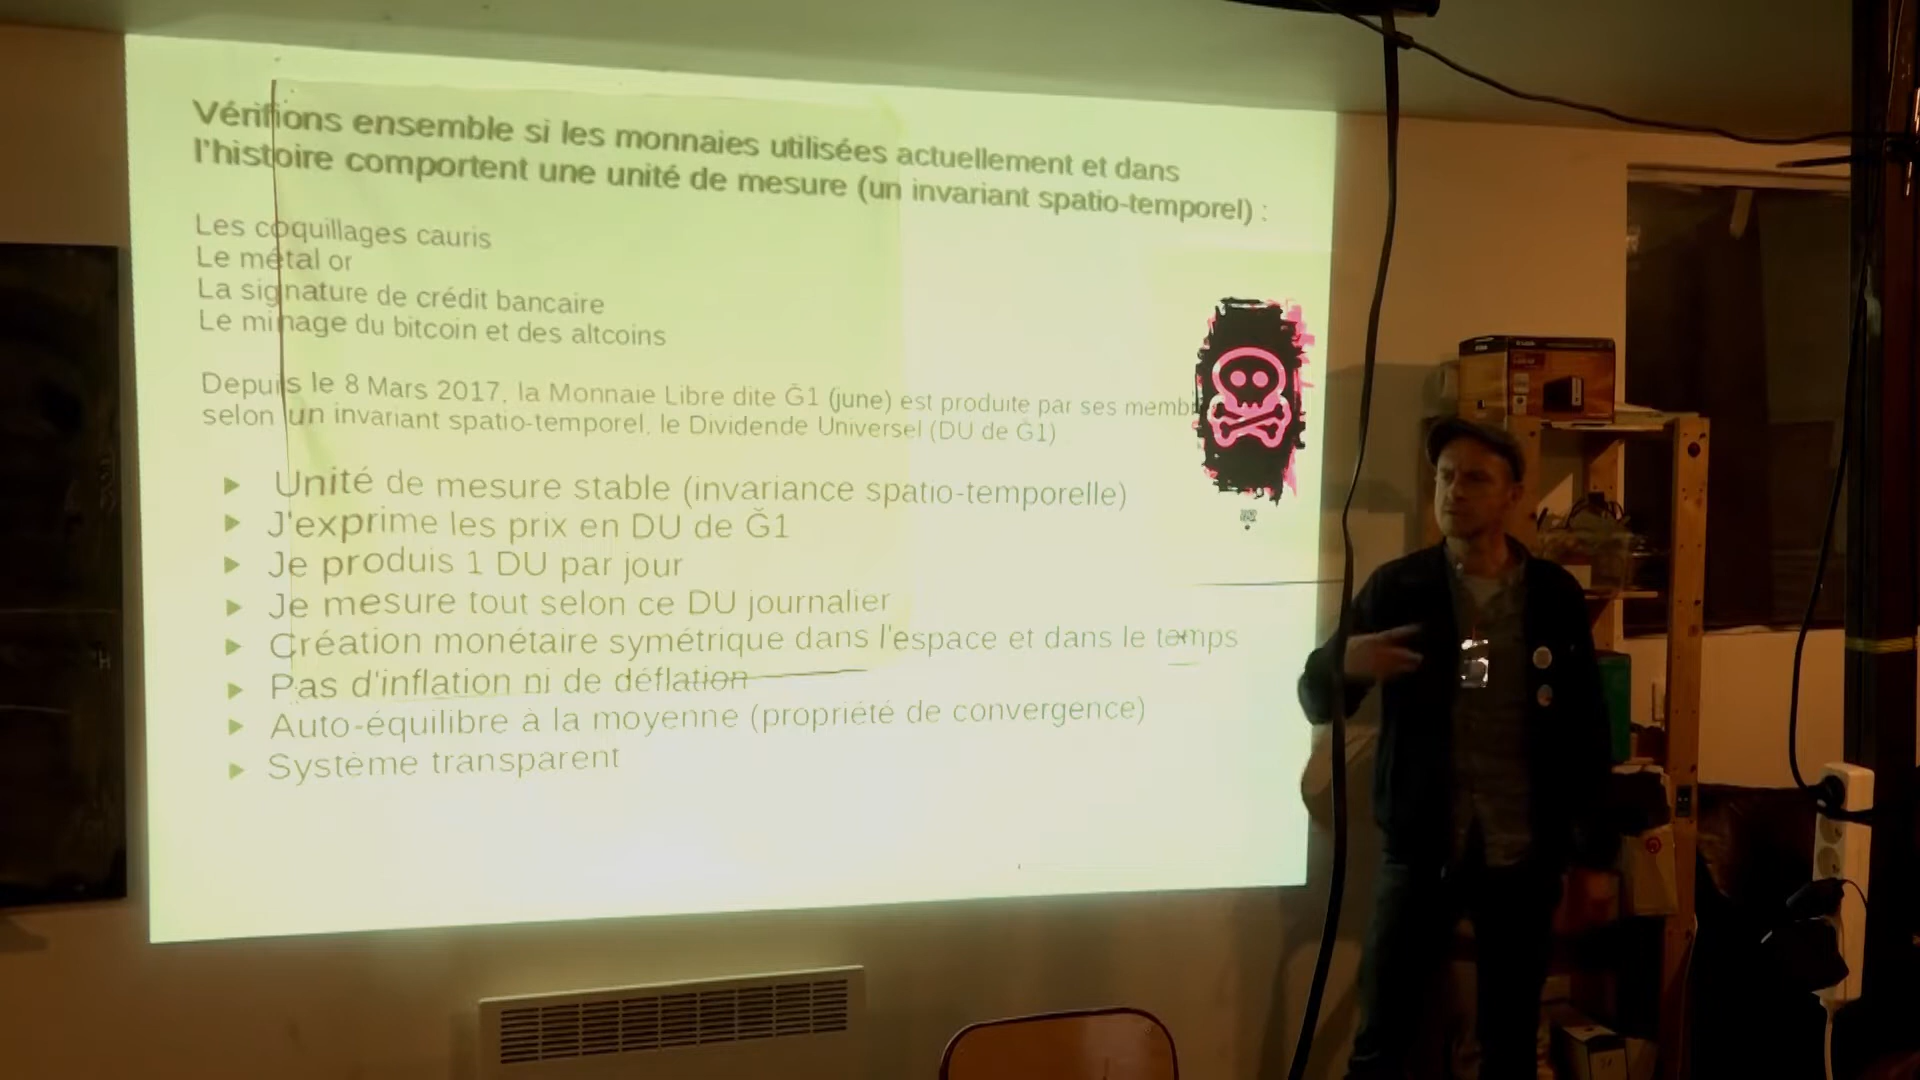 Vérifions ensemble si les monnaies utilisées actuellement et dans
l'histoire comportent une unité de mesure (un invariant spatio-temporel) :
Les coquillages cauris
Le métal or
La signature de crédit bancaire
Le minage du bitcoin et des altcoins
Depuis le 8 Mars 2017, la Monnaie Libre dite Ğ1 (june) est produite par ses memb
selon un invariant spatio-temporel, le Dividende Universel (DU de Ğ1)
Unité de mesure stable (invariance spatio-temporelle)
J'exprime les prix en DU de Ğ1
Je produis 1 DU par jour
Je mesure tout selon ce DU journalier
Création monétaire symétrique dans l'espace et dans le temps
Pas d'inflation ni de déflation
Auto-équilibre à la moyenne (propriété de convergence)
Système transparent